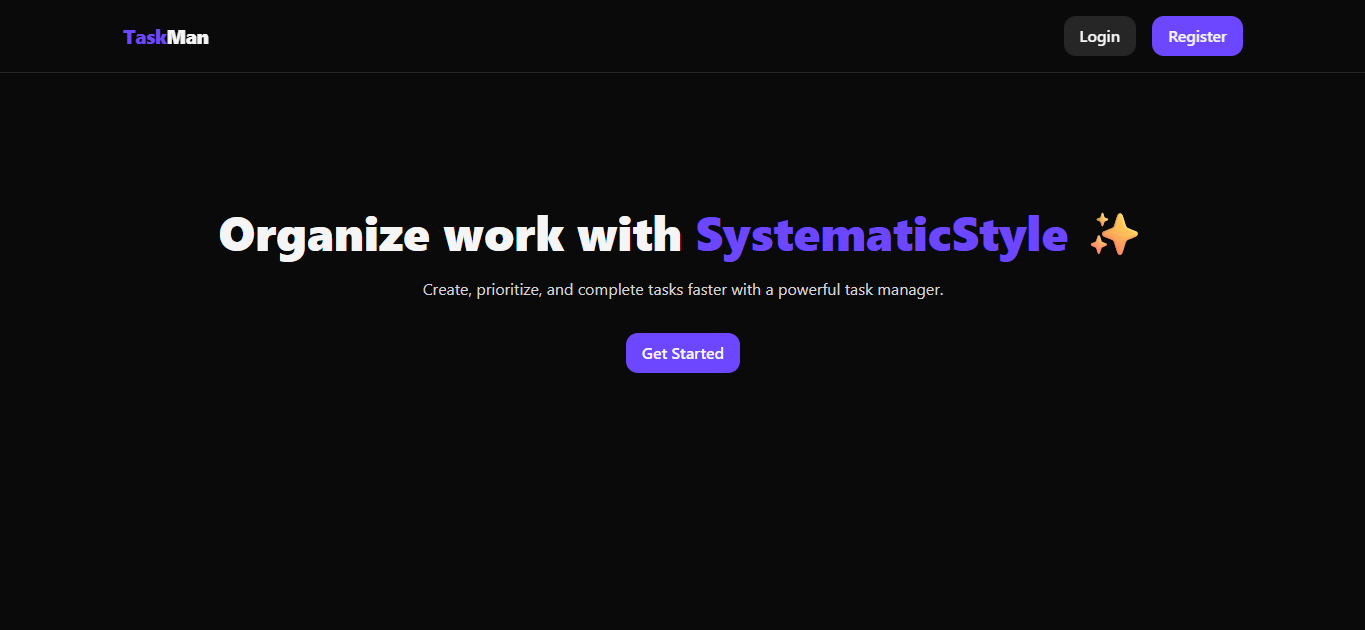 TaskMan
Login
Register
Organize work with SystematicStyle ✨
Create, prioritize, and complete tasks faster with a powerful task manager.
Get Started